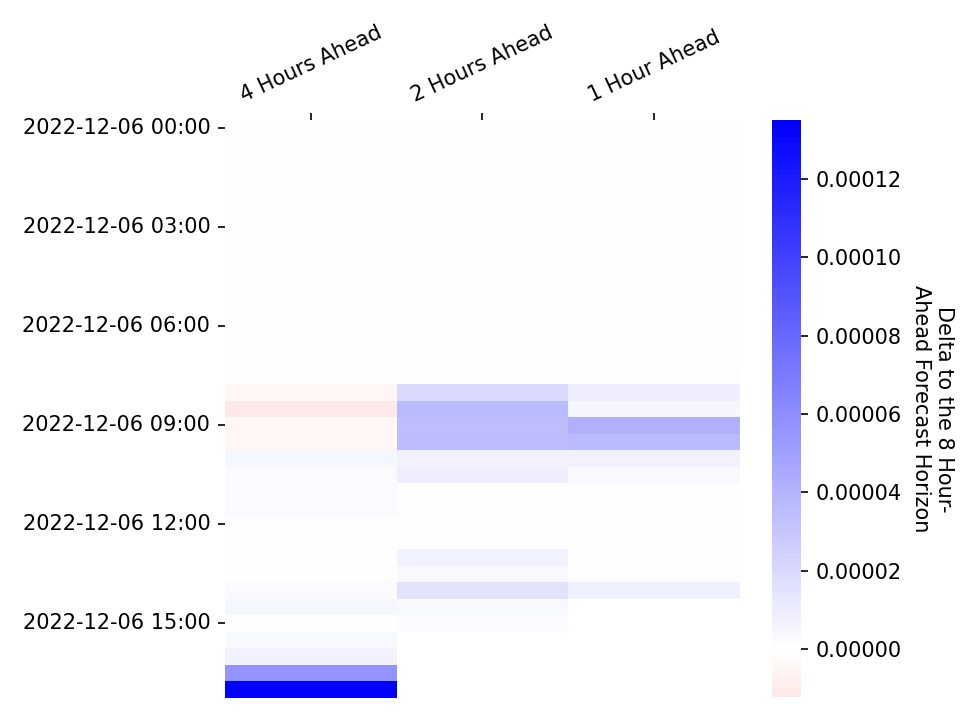 4 Hours Ahead
2 Hours Ahead
1 Hour Ahead
2022-12-06 00:00
2022-12-06 03:00
2022-12-06 06:00
2022-12-06 09:00
2022-12-06 12:00
2022-12-06 15:00
0.00012
0.00010
0.00008
0.00006
0.00004
0.00002
0.00000
Delta to the 8 Hour-
Ahead Forecast Horizon